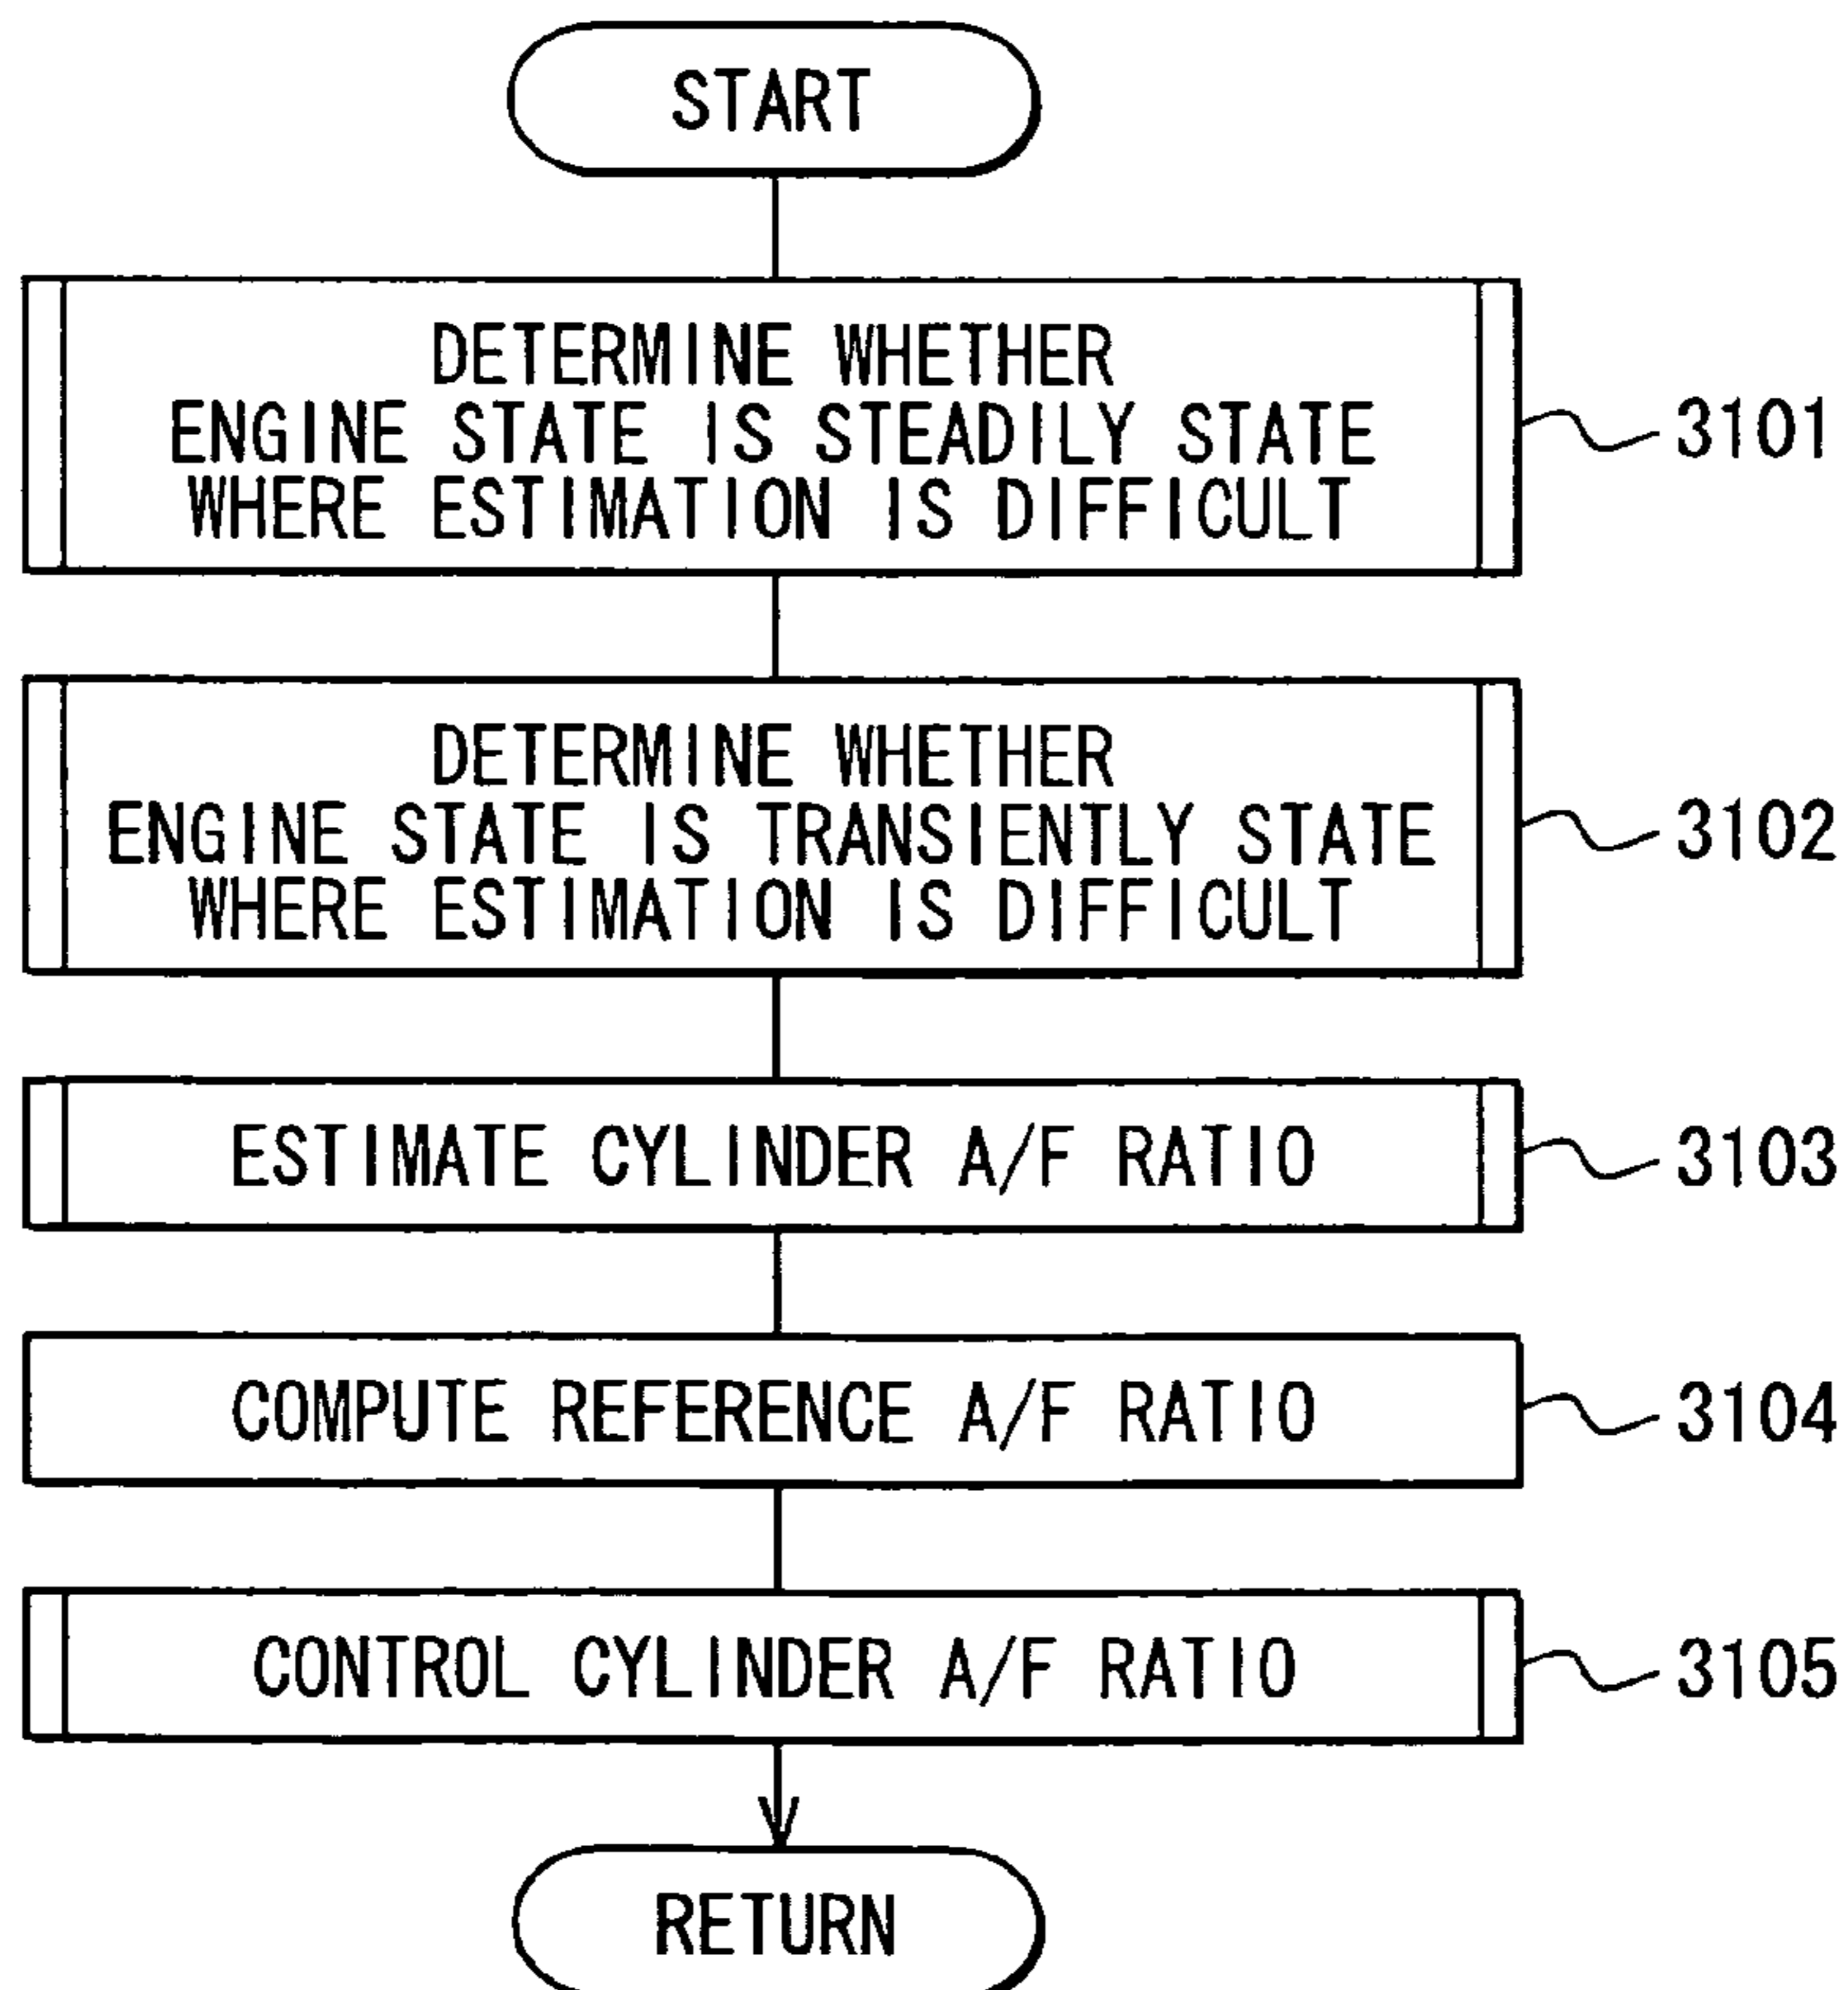 START
DETERMINE WHETHER
ENGINE STATE IS STEADILY STATE
WHERE ESTIMATION IS DIFFICULT
3101
DETERMINE WHETHER
ENGINE STATE IS TRANSIENTLY STATE
WHERE ESTIMATION IS DIFFICULT
3102
ESTIMATE CYLINDER A/F RATIO
3103
COMPUTE REFERENCE A/F RATIO
3104
CONTROL CYLINDER A/F RATIO
3105
RETURN